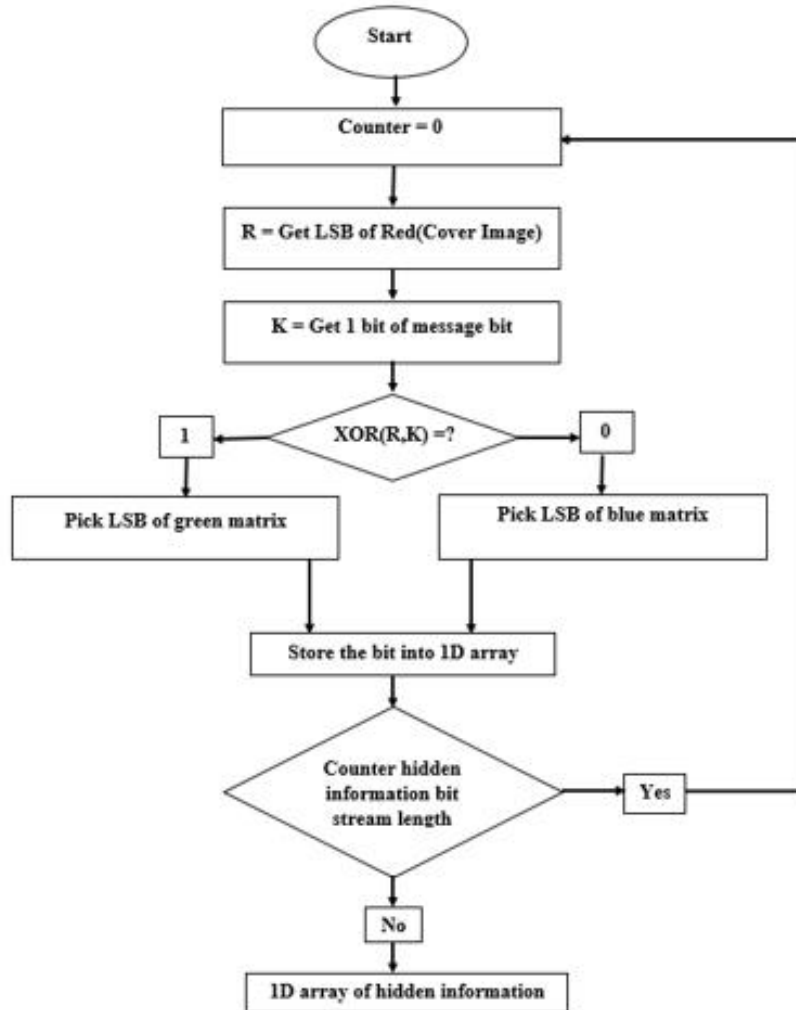 Start
Counter = 0
R = Get LSB of Red(Cover Image)
K = Get 1 bit of message bit
XOR(R,K) =?
1
0
Pick LSB of green matrix
Pick LSB of blue matrix
Store the bit into 1D array
Counter hidden
information bit
stream length
Yes
No
1D array of hidden information